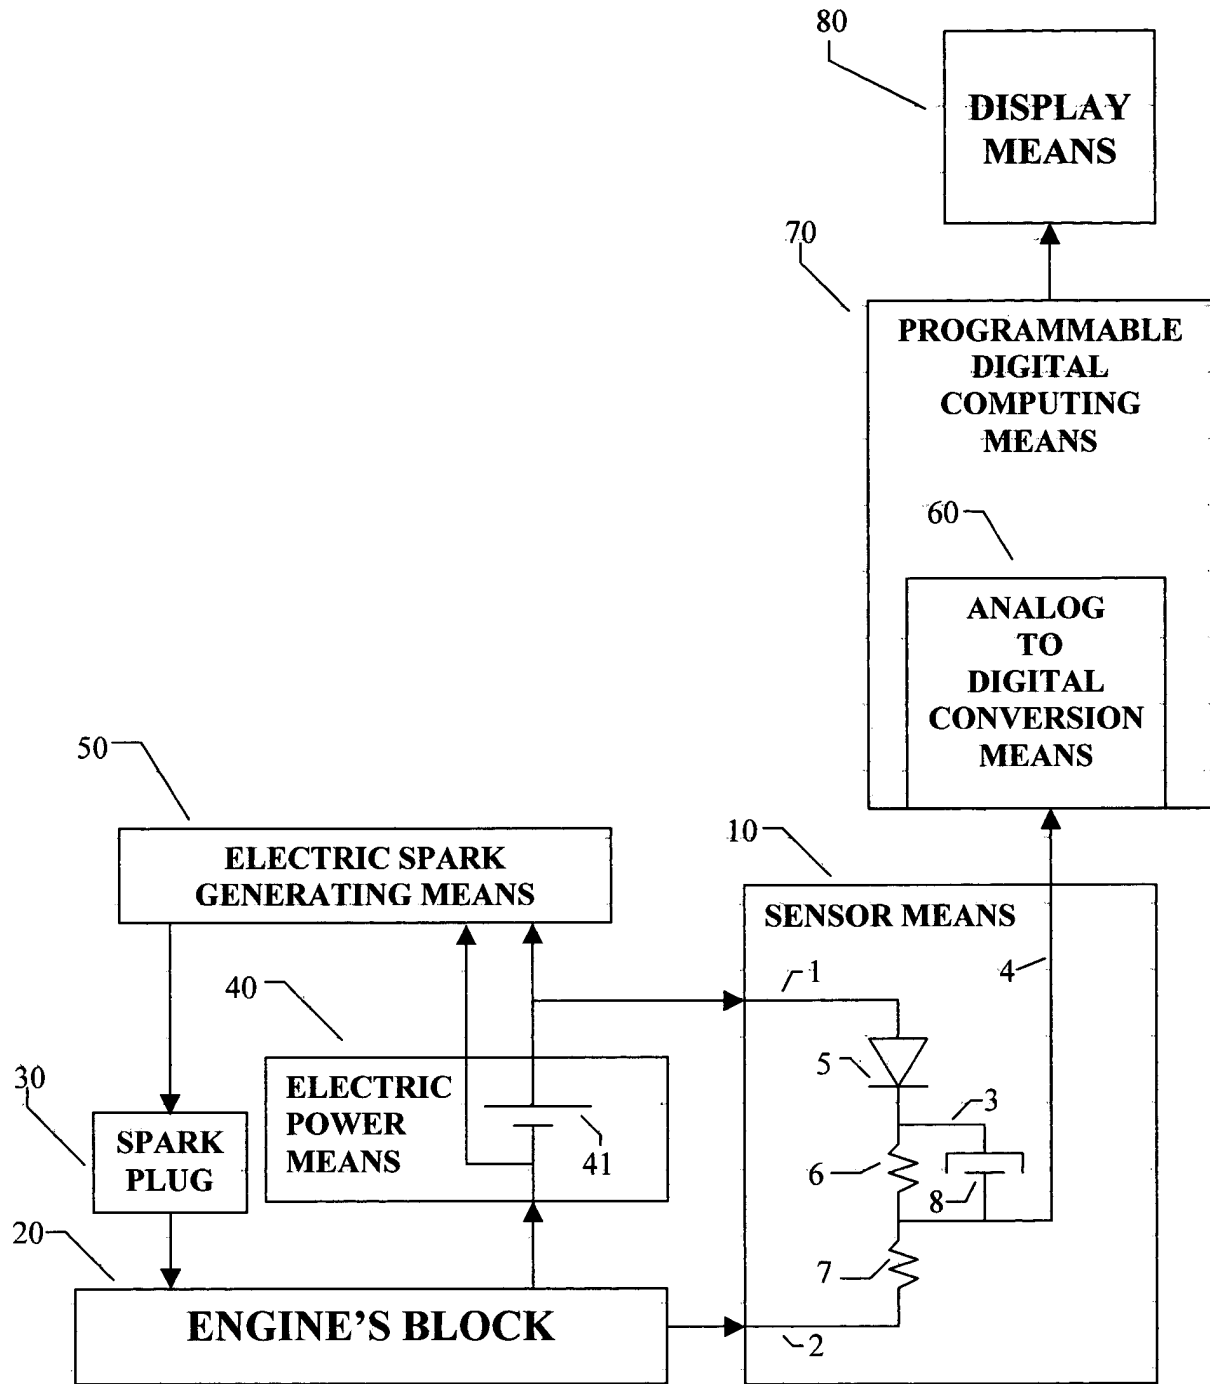 80
DISPLAY
MEANS
70
PROGRAMMABLE
DIGITAL
COMPUTING
MEANS
60
ANALOG
TO
DIGITAL
CONVERSION
MEANS
50
ELECTRIC SPARK
GENERATING MEANS
10
SENSOR MEANS
1
4
40
ELECTRIC
POWER
MEANS
41
5
3
6
8
7
30
SPARK
PLUG
20
ENGINE'S BLOCK
2